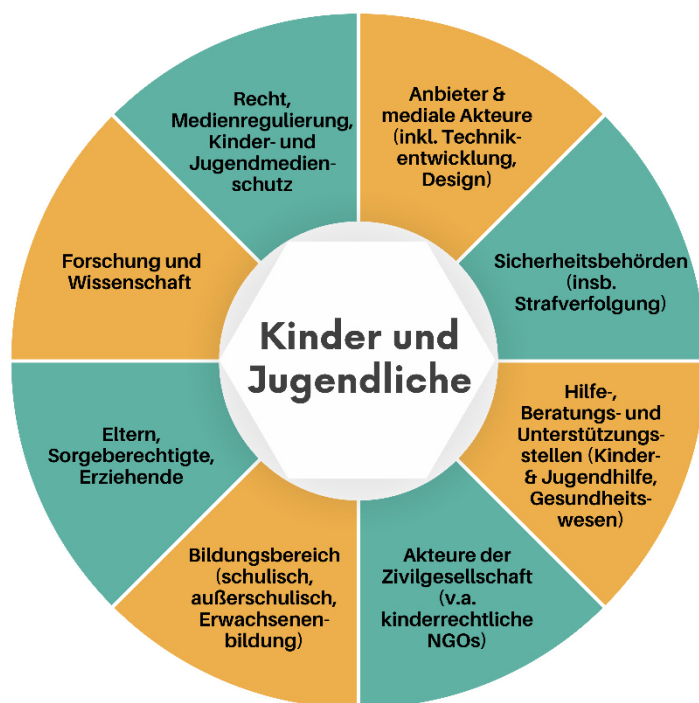 Recht,
Medienregulierung,
Kinder- und
Jugendmedien-
schutz
Anbieter &
mediale Akteure
(inkl. Technik-
entwicklung,
Design)
Sicherheitsbehörden
(insb.
Strafverfolgung)
Hilfe-,
Beratungs- und
Unterstützungs-
stellen (Kinder-
& Jugendhilfe,
Gesundheits-
wesen)
Akteure der
Zivilgesellschaft
(v.a.
kinderrechtliche
NGOs)
Bildungsbereich
(schulisch,
außerschulisch,
Erwachsenen-
bildung)
Eltern,
Sorgeberechtigte,
Erziehende
Forschung und
Wissenschaft
Kinder und
Jugendliche